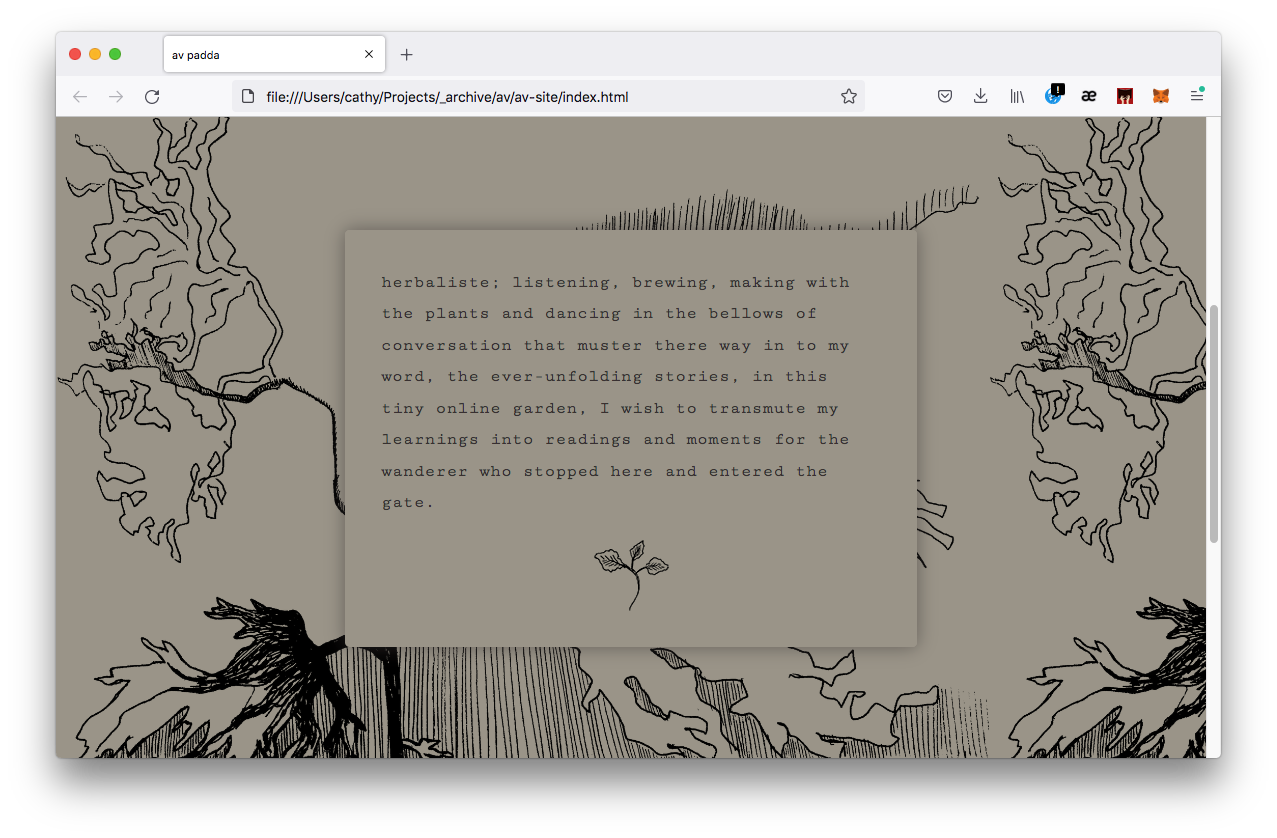 av padda
file:///Users/cathy/Projects/_archive/av/av-site/index.html
æ
herbaliste; listening, brewing, making with
the plants and dancing in the bellows of
conversation that muster there way in to my
word, the ever-unfolding stories, in this
tiny online garden, I wish to transmute my
learnings into readings and moments for the
wanderer who stopped here and entered the
gate.